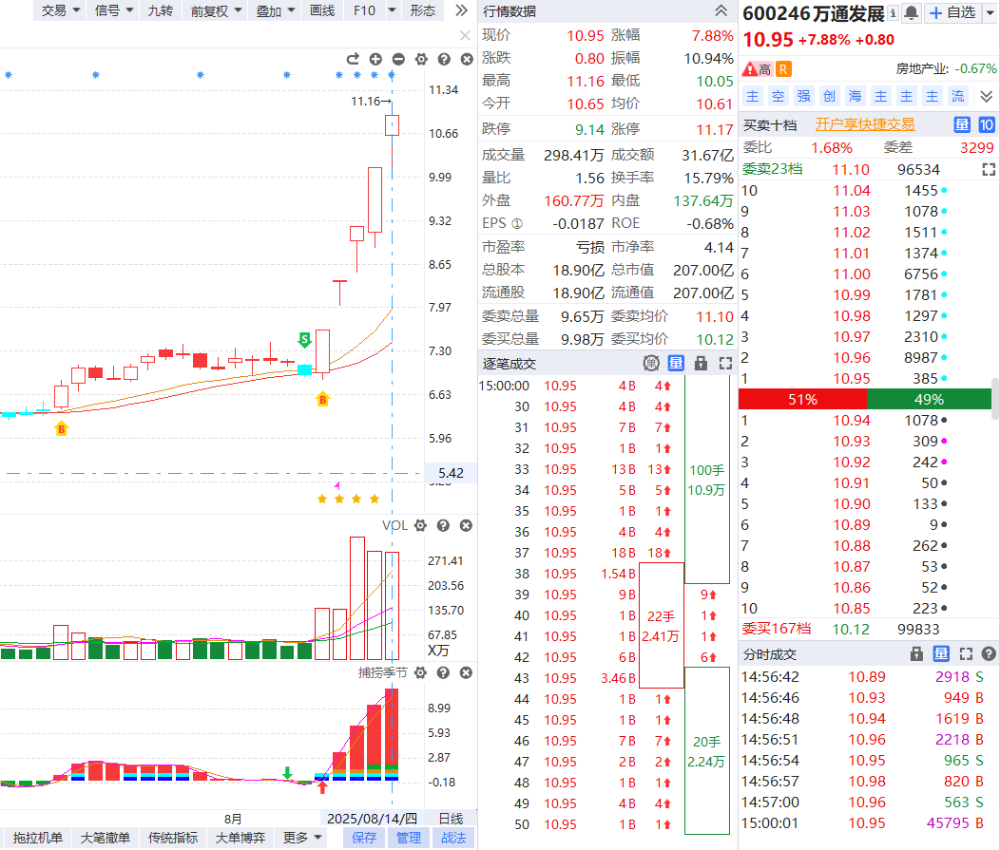 交易 信号 九转 前复权 叠加 画线 F10 形态
11.16→
11.34
10.66
9.99
9.32
8.65
7.97
7.30
6.63
5.96
5.42
S
B
B
VOL
271.41
203.56
135.70
67.85
X万
捕捞季节
8.99
5.93
2.87
-0.18
8月 2025/08/14/四 日线
拖拉机单 大笔撤单 传统指标 大单博弈 更多 保存 管理 战法
行情数据
现价 10.95 涨幅 7.88%
涨跌 0.80 振幅 10.94%
最高 11.16 最低 10.05
今开 10.65 均价 10.61
跌停 9.14 涨停 11.17
成交量 298.41万 成交额 31.67亿
量比 1.56 换手率 15.79%
外盘 160.77万 内盘 137.64万
EPS ① -0.0187 ROE -0.68%
市盈率 亏损 市净率 4.14
总股本 18.90亿 总市值 207.00亿
流通股 18.90亿 流通值 207.00亿
委卖总量 9.65万 委卖均价 11.10
委买总量 9.98万 委买均价 10.12
逐笔成交 单 量
15:00:00 10.95 4B 4
30 10.95 4B 4
31 10.95 7B 7
32 10.95 1B 1
33 10.95 13B 13
34 10.95 5B 5
35 10.95 1B 1
36 10.95 4B 4
37 10.95 18B 18
38 10.95 1.54B
39 10.95 9B 9
40 10.95 1B 1
41 10.95 1B 1
42 10.95 6B 6
43 10.95 3.46B
44 10.95 1B 1
45 10.95 1B 1
46 10.95 7B 7
47 10.95 2B 2
48 10.95 1B 1
49 10.95 4B 4
50 10.95 1B 1
100手
10.9万
22手
2.41万
20手
2.24万
600246万通发展 自选
10.95 +7.88% +0.80
高 R 房地产业: -0.67%
主 空 强 创 海 主 主 主 流
买卖十档 开户享快捷交易 量 10
委比 1.68% 委差 3299
委卖23档 11.10 96534
10 11.04 1455
9 11.03 1078
8 11.02 1511
7 11.01 1374
6 11.00 6756
5 10.99 1781
4 10.98 1297
3 10.97 2310
2 10.96 8987
1 10.95 385
51% 49%
1 10.94 1078
2 10.93 309
3 10.92 242
4 10.91 50
5 10.90 133
6 10.89 9
7 10.88 262
8 10.87 53
9 10.86 52
10 10.85 223
委买167档 10.12 99833
分时成交 量
14:56:42 10.89 2918 S
14:56:46 10.93 949 B
14:56:48 10.94 1619 B
14:56:51 10.96 2218 B
14:56:54 10.95 965 S
14:56:57 10.98 820 B
14:57:00 10.96 563 S
15:00:01 10.95 45795 B